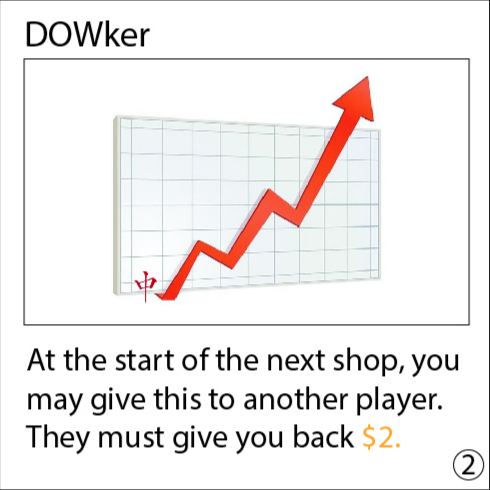 DOWker
中
At the start of the next shop, you
may give this to another player.
They must give you back $2.
2